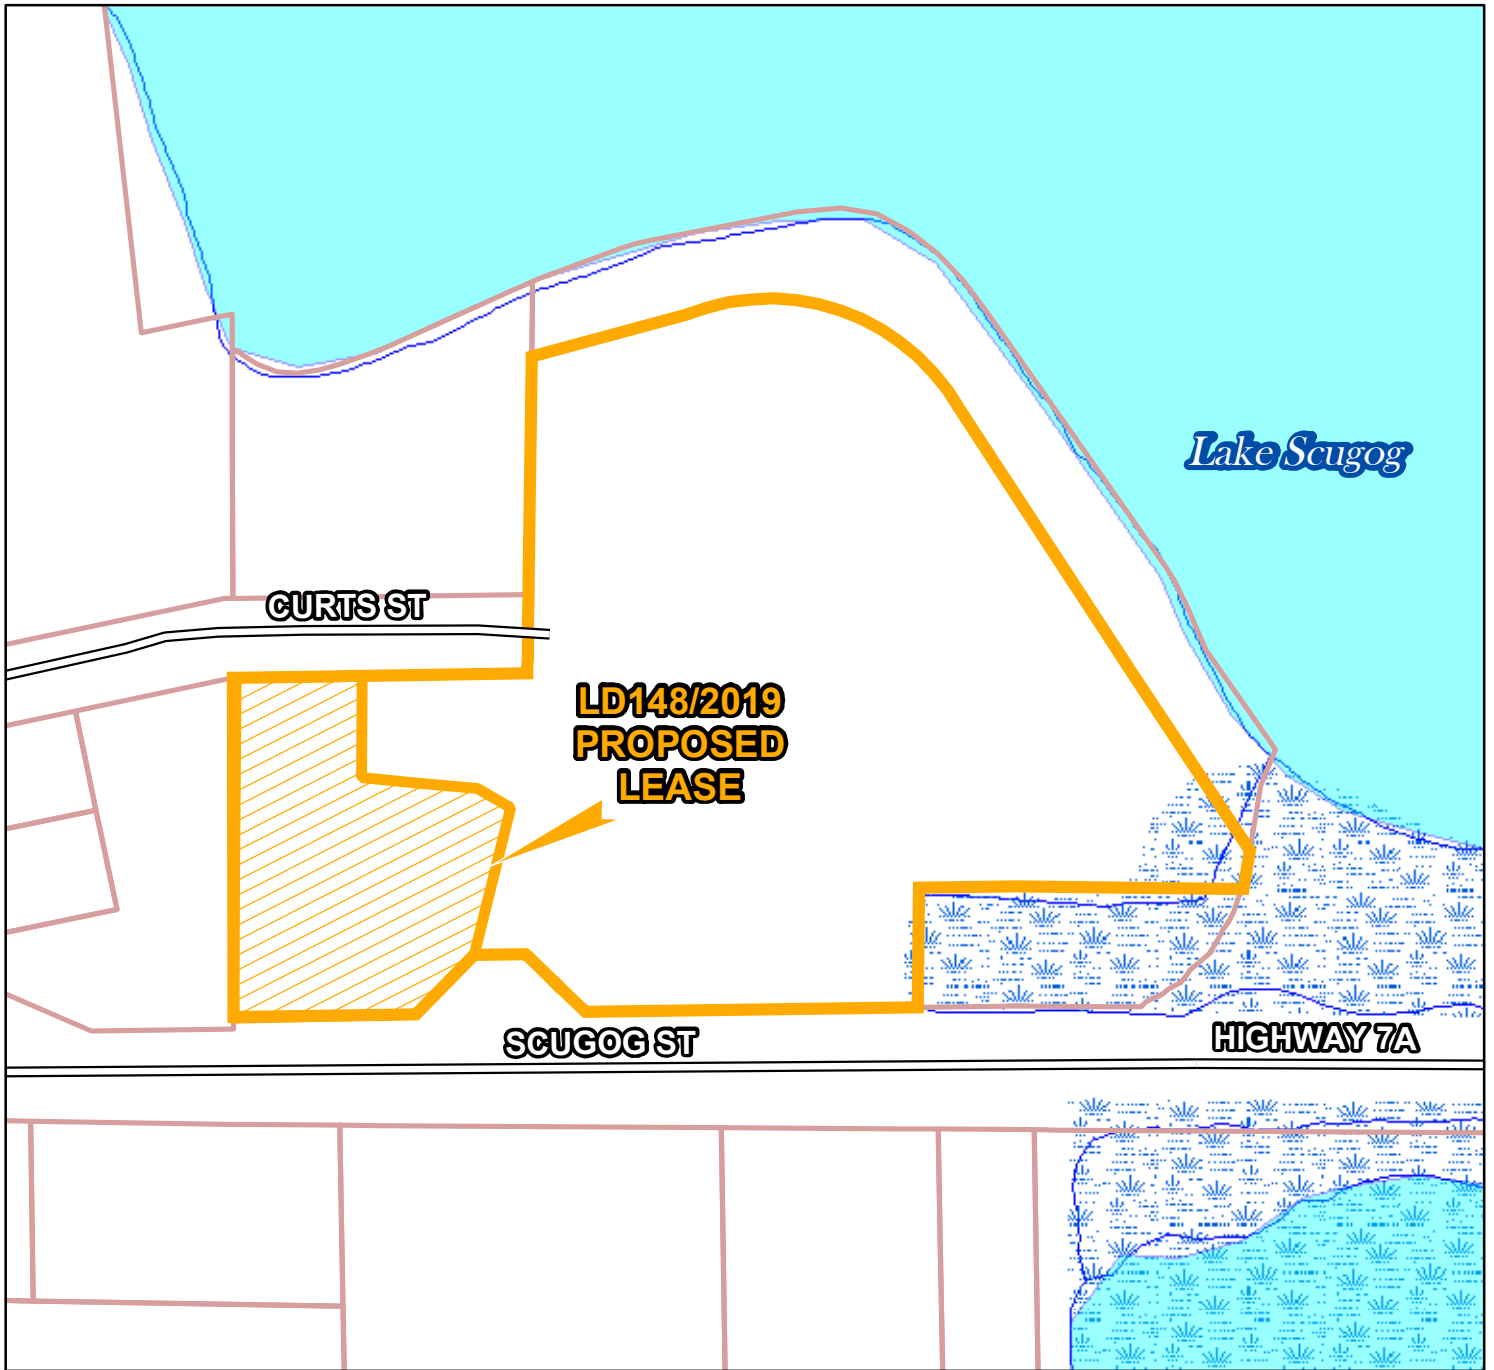 Lake Scugog
CURTS ST
LD148/2019
PROPOSED
LEASE
SCUGOG ST
HIGHWAY 7A